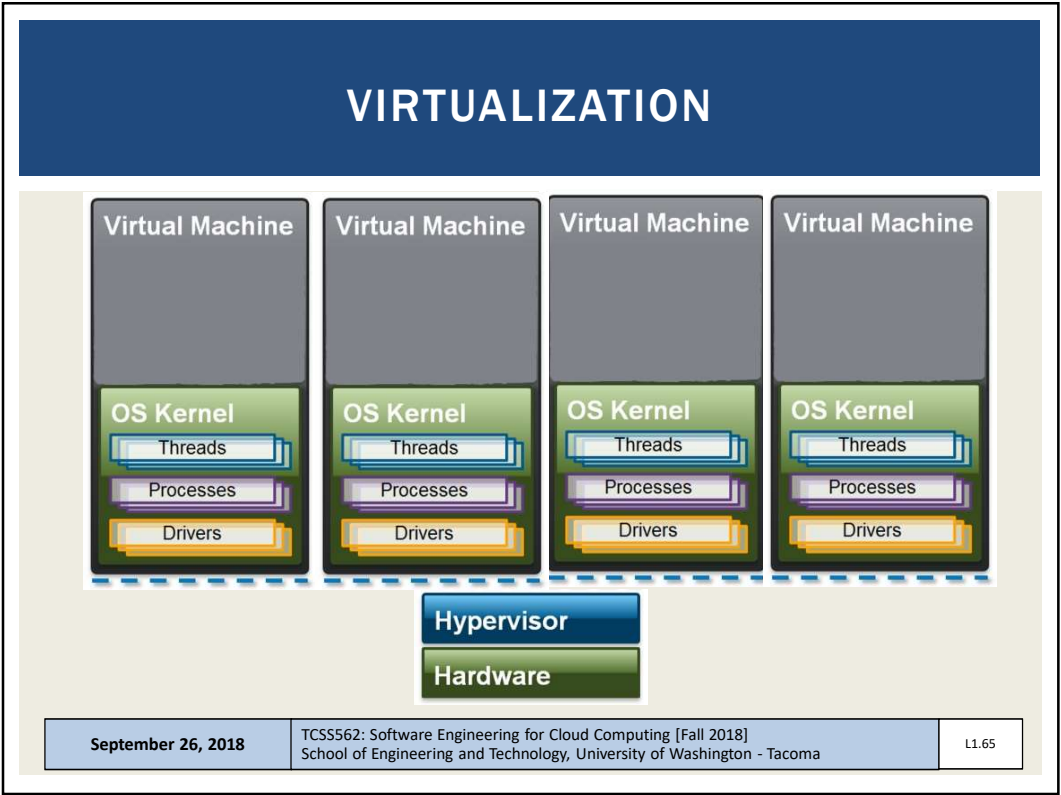 VIRTUALIZATION
Virtual Machine
OS Kernel
Threads
Processes
Drivers
Virtual Machine
OS Kernel
Threads
Processes
Drivers
Virtual Machine
OS Kernel
Threads
Processes
Drivers
Virtual Machine
OS Kernel
Threads
Processes
Drivers
Hypervisor
Hardware
September 26, 2018
TCSS562: Software Engineering for Cloud Computing [Fall 2018]
School of Engineering and Technology, University of Washington - Tacoma
L1.65